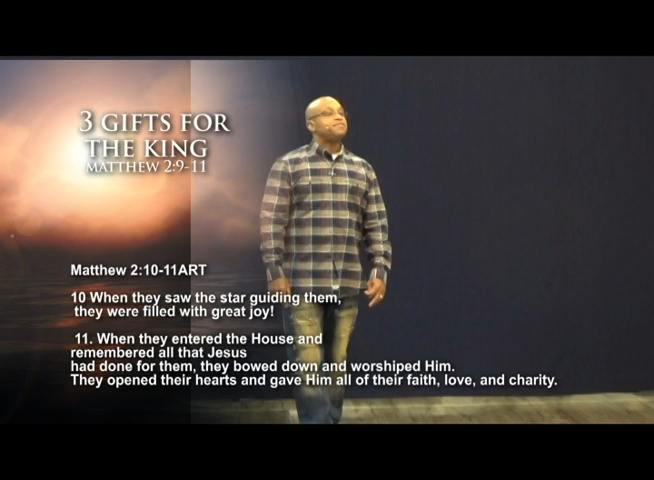 3 GIFTS FOR
THE KING
MATTHEW 2:9-11
Matthew 2:10-11ART
10 When they saw the star guiding them,
they were filled with great joy!
11. When they entered the House and
remembered all that Jesus
had done for them, they bowed down and worshiped Him.
They opened their hearts and gave Him all of their faith, love, and charity.